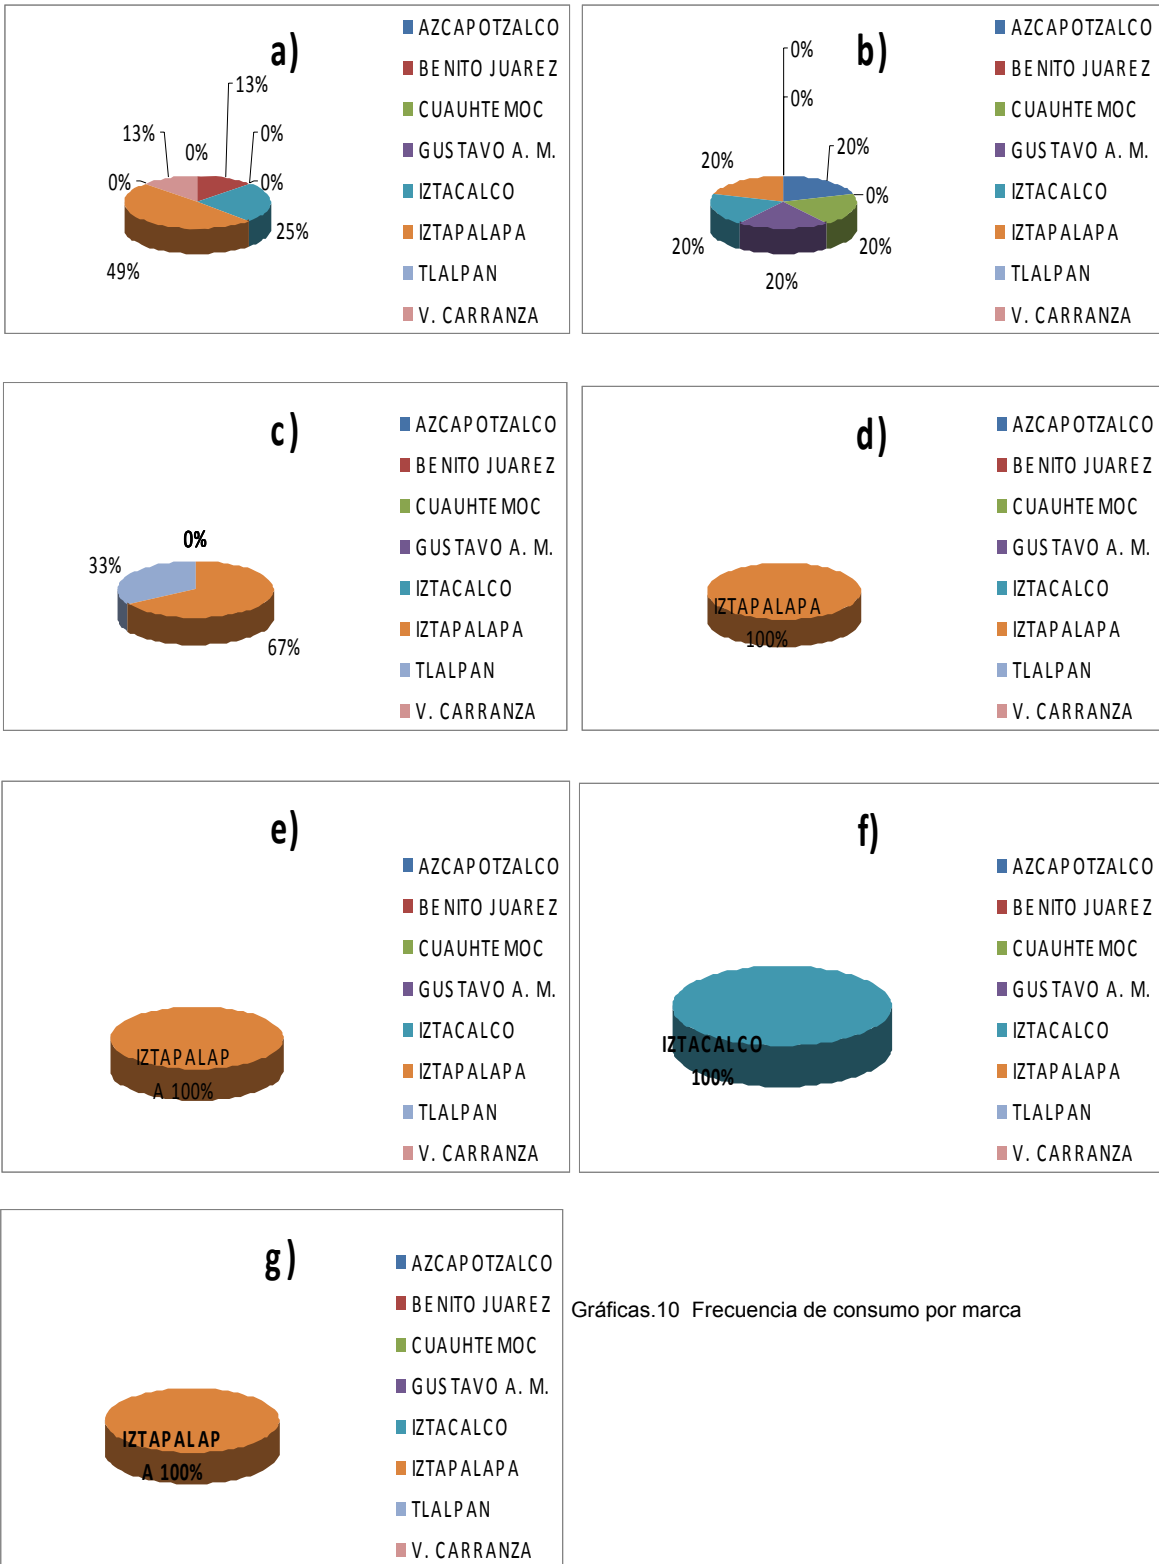 a)
13%
13%
0%
0%
0%
0%
25%
49%
AZCAPOTZALCO
BENITO JUAREZ
CUAUHTEMOC
GUSTAVO A. M.
IZTACALCO
IZTAPALAPA
TLALPAN
V. CARRANZA
b)
0%
0%
20%
20%
0%
20%
20%
20%
AZCAPOTZALCO
BENITO JUAREZ
CUAUHTEMOC
GUSTAVO A. M.
IZTACALCO
IZTAPALAPA
TLALPAN
V. CARRANZA
c)
0%
33%
67%
AZCAPOTZALCO
BENITO JUAREZ
CUAUHTEMOC
GUSTAVO A. M.
IZTACALCO
IZTAPALAPA
TLALPAN
V. CARRANZA
d)
IZTAPALAPA
100%
AZCAPOTZALCO
BENITO JUAREZ
CUAUHTEMOC
GUSTAVO A. M.
IZTACALCO
IZTAPALAPA
TLALPAN
V. CARRANZA
e)
IZTAPALAP
A 100%
AZCAPOTZALCO
BENITO JUAREZ
CUAUHTEMOC
GUSTAVO A. M.
IZTACALCO
IZTAPALAPA
TLALPAN
V. CARRANZA
f)
IZTACALCO
100%
AZCAPOTZALCO
BENITO JUAREZ
CUAUHTEMOC
GUSTAVO A. M.
IZTACALCO
IZTAPALAPA
TLALPAN
V. CARRANZA
g)
IZTAPALAP
A 100%
AZCAPOTZALCO
BENITO JUAREZ
CUAUHTEMOC
GUSTAVO A. M.
IZTACALCO
IZTAPALAPA
TLALPAN
V. CARRANZA
Gráficas.10 Frecuencia de consumo por marca